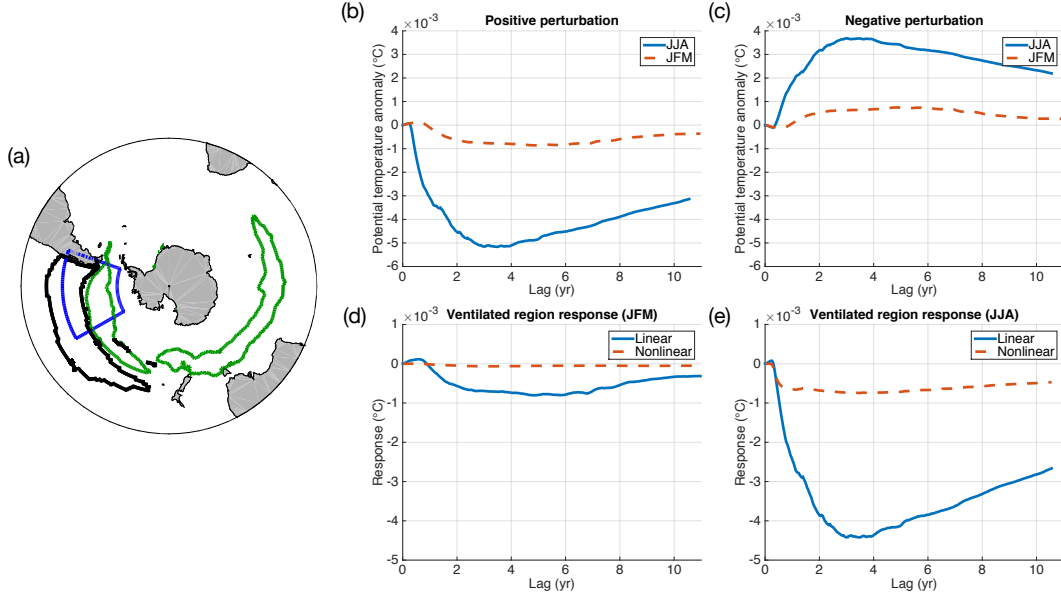 (a)
(b)
×10⁻³
Positive perturbation
Potential temperature anomaly (°C)
4
3
2
1
0
-1
-2
-3
-4
-5
-6
JJA
JFM
0
2
4
6
8
10
Lag (yr)
(c)
×10⁻³
Negative perturbation
Potential temperature anomaly (°C)
4
3
2
1
0
-1
-2
-3
-4
-5
-6
JJA
JFM
0
2
4
6
8
10
Lag (yr)
(d)
×10⁻³
Ventilated region response (JFM)
Response (°C)
1
0
-1
-2
-3
-4
-5
Linear
Nonlinear
0
2
4
6
8
10
Lag (yr)
(e)
×10⁻³
Ventilated region response (JJA)
Response (°C)
1
0
-1
-2
-3
-4
-5
Linear
Nonlinear
0
2
4
6
8
10
Lag (yr)